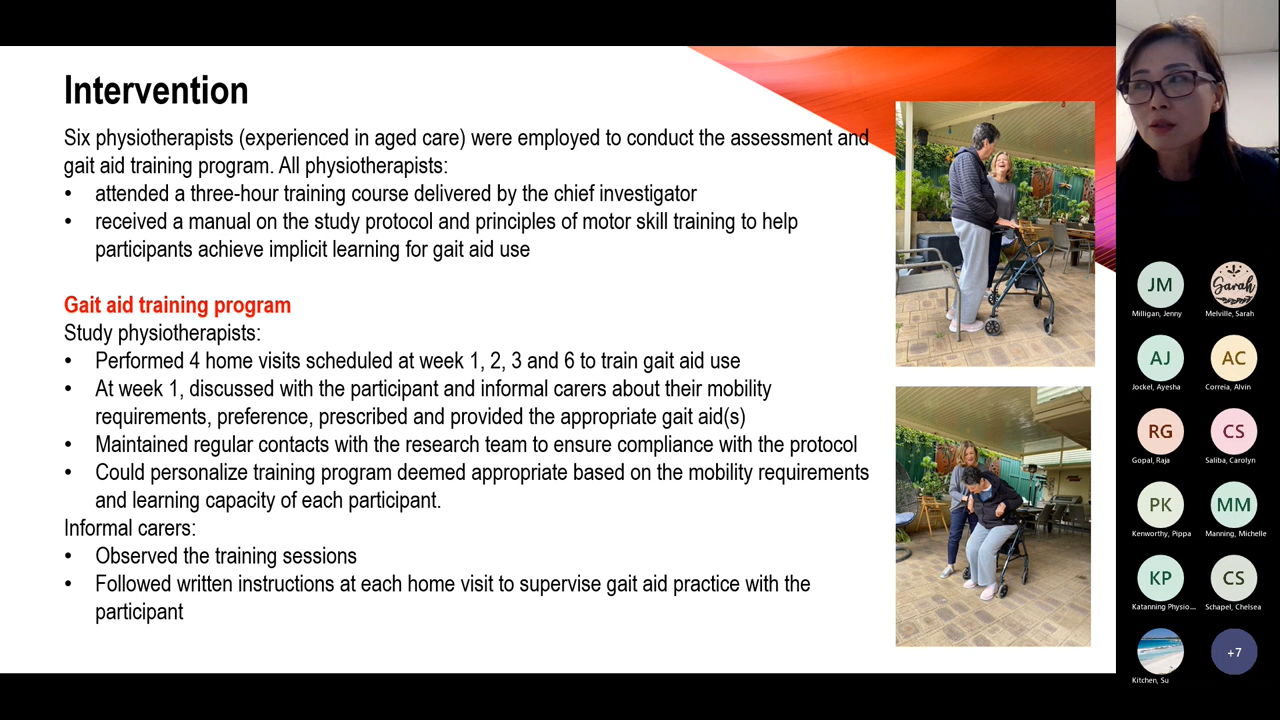 Intervention
Six physiotherapists (experienced in aged care) were employed to conduct the assessment and
gait aid training program. All physiotherapists:
• attended a three-hour training course delivered by the chief investigator
• received a manual on the study protocol and principles of motor skill training to help
participants achieve implicit learning for gait aid use
Gait aid training program
Study physiotherapists:
• Performed 4 home visits scheduled at week 1, 2, 3 and 6 to train gait aid use
• At week 1, discussed with the participant and informal carers about their mobility
requirements, preference, prescribed and provided the appropriate gait aid(s)
• Maintained regular contacts with the research team to ensure compliance with the protocol
• Could personalize training program deemed appropriate based on the mobility requirements
and learning capacity of each participant.
Informal carers:
• Observed the training sessions
• Followed written instructions at each home visit to supervise gait aid practice with the
participant
JM
Milligan, Jenny
Sarah
Melville, Sarah
AJ
Jockel, Ayesha
AC
Correia, Alvin
RG
Gopal, Raja
CS
Saliba, Carolyn
PK
Kenworthy, Pippa
MM
Manning, Michelle
KP
Katanning Physio...
CS
Schapel, Chelsea
Kitchen, Su
+7